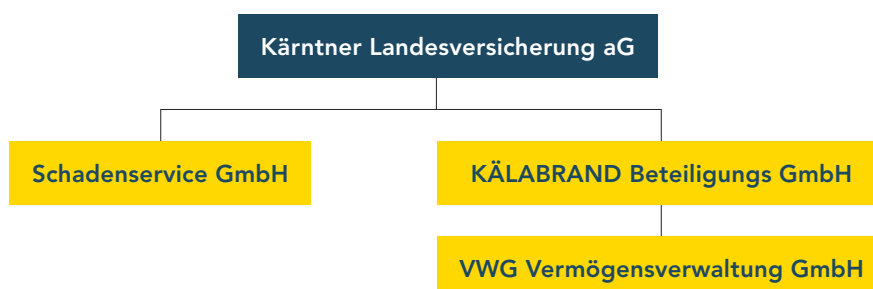 Kärntner Landesversicherung aG
Schadenservice GmbH
KÄLABRAND Beteiligungs GmbH
VWG Vermögensverwaltung GmbH